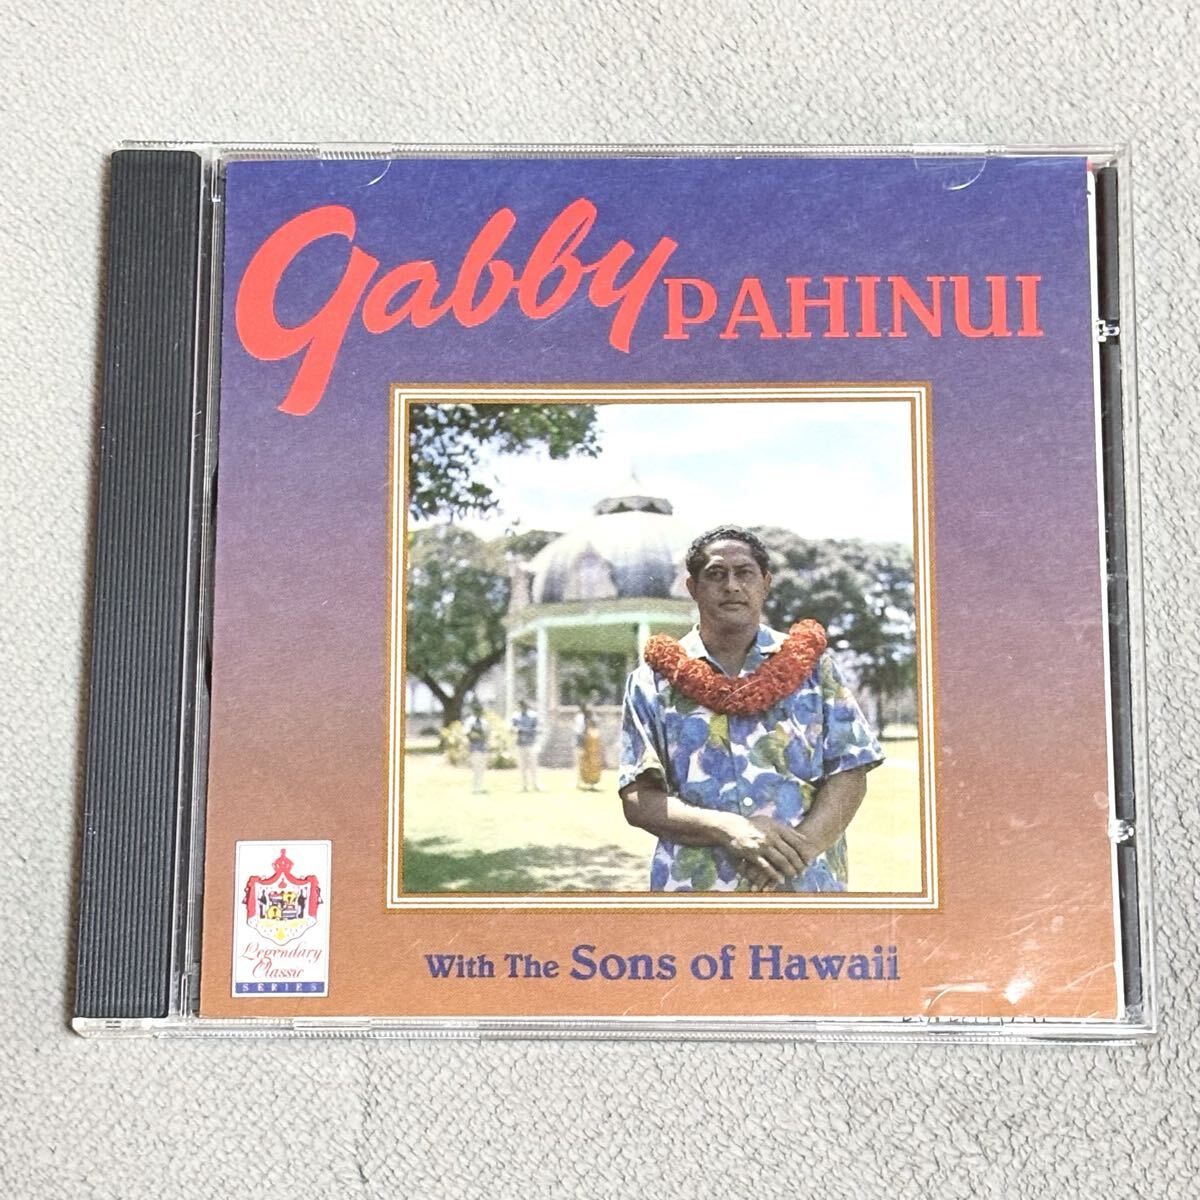 gabby PAHINUI
With The Sons of Hawaii
Legendary
Classic
SERIES